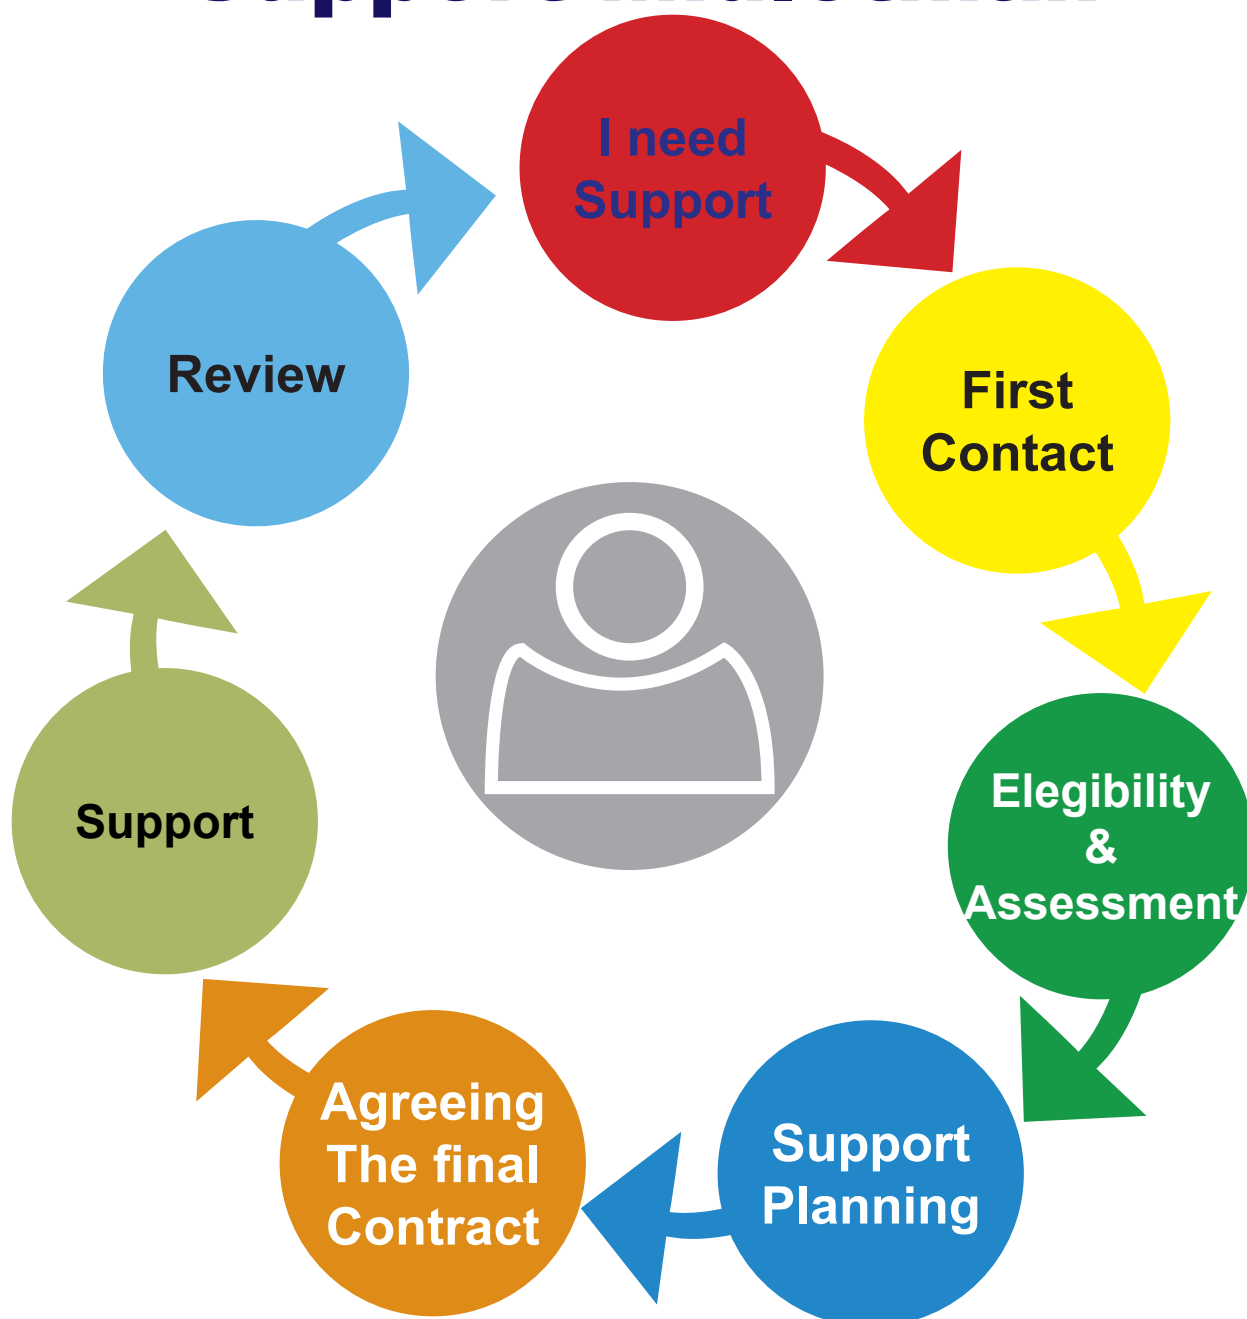 I need
Support
First
Contact
Elegibility
&
Assessment
Support
Planning
Agreeing
The final
Contract
Support
Review